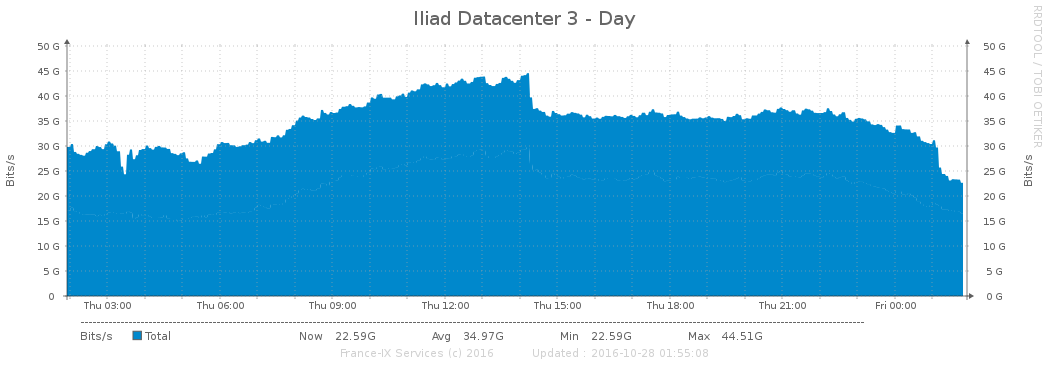 Iliad Datacenter 3 - Day
RRDTOOL / TOBI OETIKER
50 G 50 G
45 G 45 G
40 G 40 G
35 G 35 G
30 G 30 G
25 G 25 G
20 G 20 G
15 G 15 G
10 G 10 G
5 G 5 G
0 0 G
Bits/s Bits/s
Thu 03:00 Thu 06:00 Thu 09:00 Thu 12:00 Thu 15:00 Thu 18:00 Thu 21:00 Fri 00:00
Bits/s Total Now 22.59G Avg 34.97G Min 22.59G Max 44.51G
France-IX Services (c) 2016 Updated : 2016-10-28 01:55:08